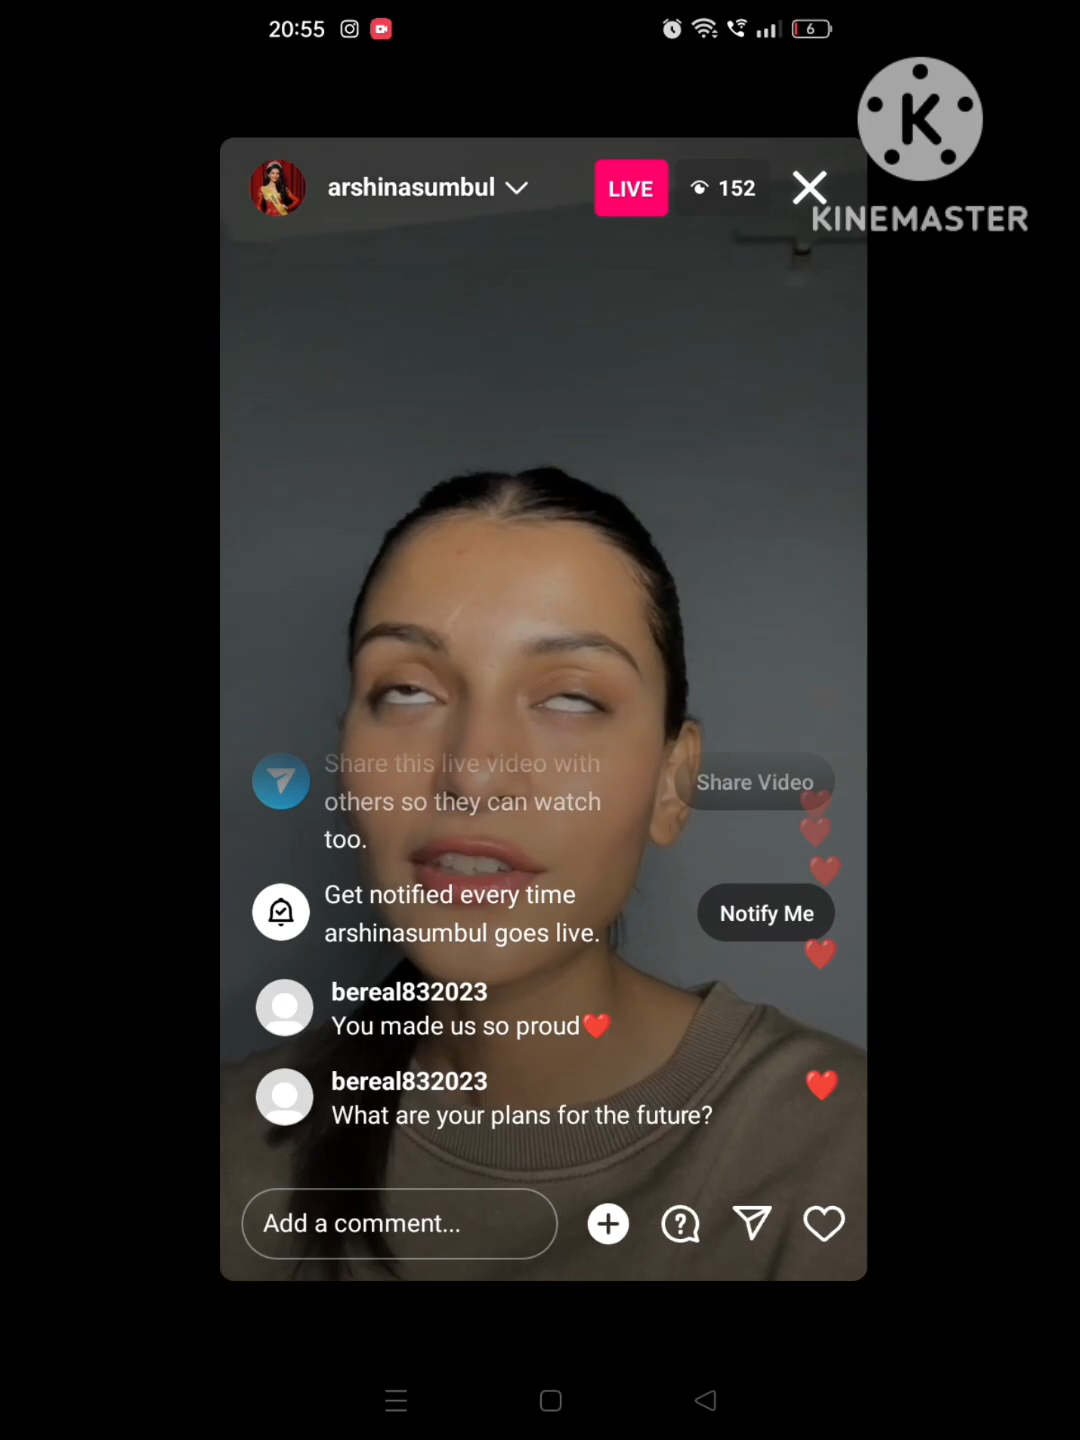 20:55
6
K
KINEMASTER
arshinasumbul
LIVE
152
Share this live video with
others so they can watch
too.
Share Video
Get notified every time
arshinasumbul goes live.
Notify Me
bereal832023
You made us so proud❤️
bereal832023
What are your plans for the future?
Add a comment...